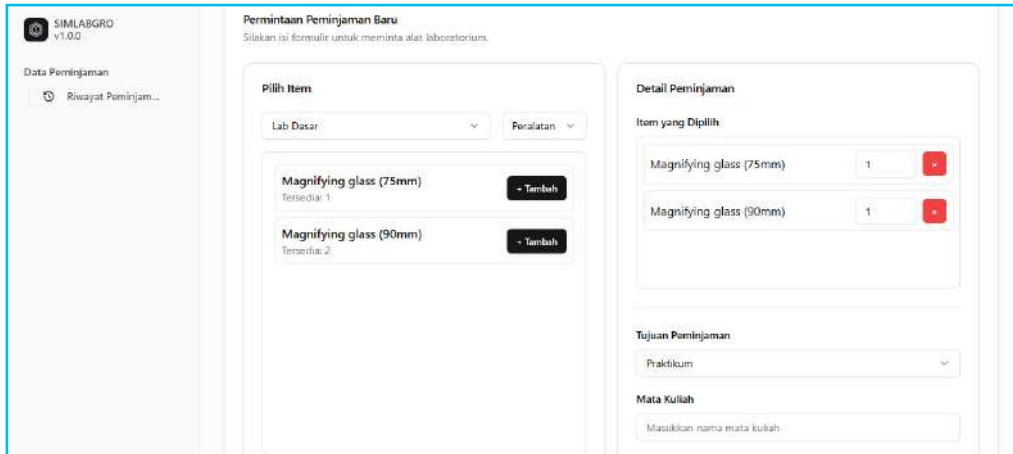 SIMLABGRO
v1.0.0
Data Peminjaman
Riwayat Peminjam...
Permintaan Peminjaman Baru
Silakan isi formulir untuk meminta alat laboratorium.
Pilih Item
Lab Dasar
Peralatan
Magnifying glass (75mm)
Tersedia: 1
+ Tambah
Magnifying glass (90mm)
Tersedia: 2
+ Tambah
Detail Peminjaman
Item yang Dipilih
Magnifying glass (75mm)
1
×
Magnifying glass (90mm)
1
×
Tujuan Peminjaman
Praktikum
Mata Kuliah
Masukkan nama mata kuliah